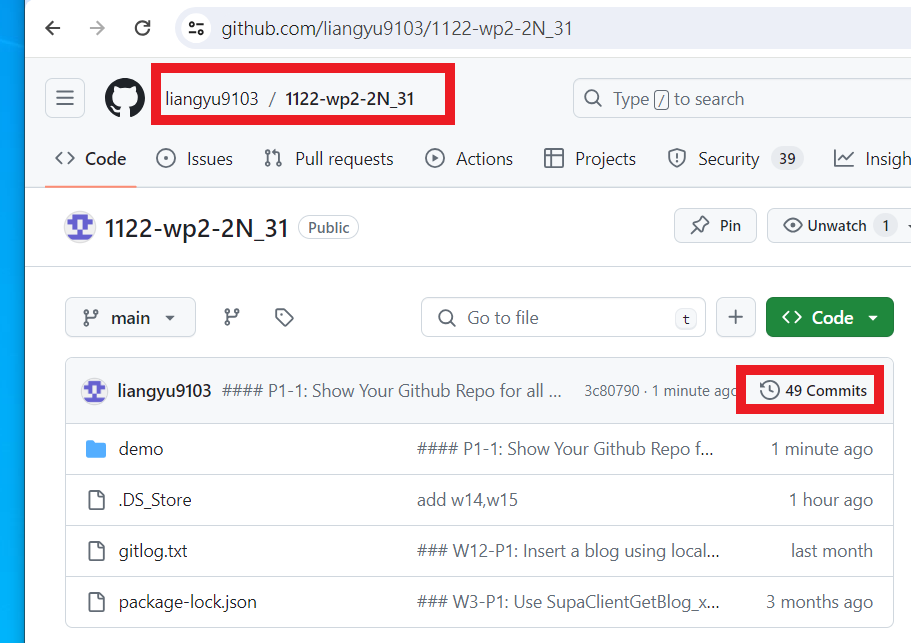 github.com/liangyu9103/1122-wp2-2N_31
liangyu9103 / 1122-wp2-2N_31
Type / to search
Code Issues Pull requests Actions Projects Security 39 Insigh
1122-wp2-2N_31 Public
Pin Unwatch 1
main Go to file t Code
liangyu9103 #### P1-1: Show Your Github Repo for all ... 3c80790 · 1 minute ago 49 Commits
demo #### P1-1: Show Your Github Repo f... 1 minute ago
.DS_Store add w14,w15 1 hour ago
gitlog.txt ### W12-P1: Insert a blog using local... last month
package-lock.json ### W3-P1: Use SupaClientGetBlog_x... 3 months ago